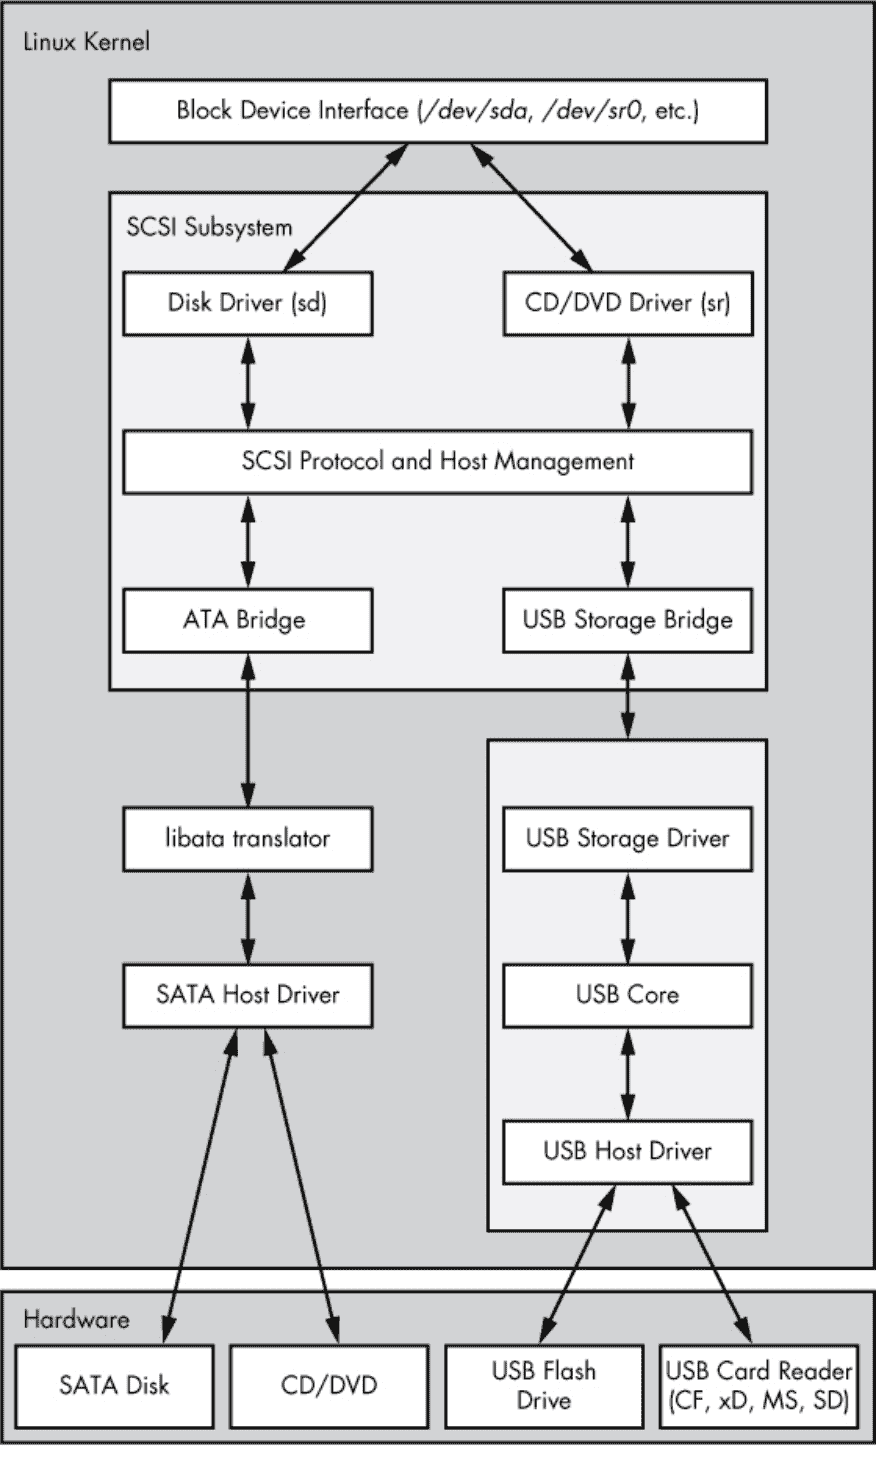 Linux Kernel
Block Device Interface (/dev/sda, /dev/sr0, etc.)
SCSI Subsystem
Disk Driver (sd)
CD/DVD Driver (sr)
SCSI Protocol and Host Management
ATA Bridge
USB Storage Bridge
libata translator
USB Storage Driver
SATA Host Driver
USB Core
USB Host Driver
Hardware
SATA Disk
CD/DVD
USB Flash
Drive
USB Card Reader
(CF, xD, MS, SD)